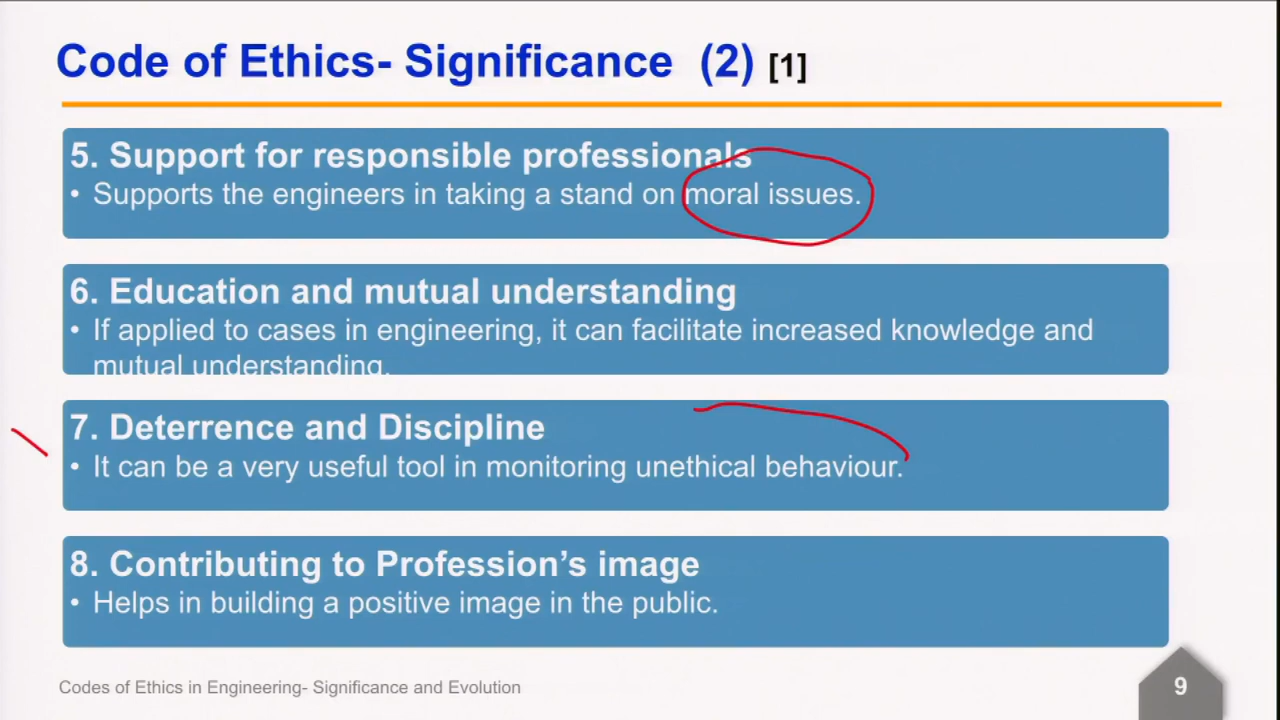 Code of Ethics- Significance (2) [1]
5. Support for responsible professionals
• Supports the engineers in taking a stand on moral issues.
6. Education and mutual understanding
• If applied to cases in engineering, it can facilitate increased knowledge and
mutual understanding.
7. Deterrence and Discipline
• It can be a very useful tool in monitoring unethical behaviour.
8. Contributing to Profession’s image
• Helps in building a positive image in the public.
Codes of Ethics in Engineering- Significance and Evolution
9